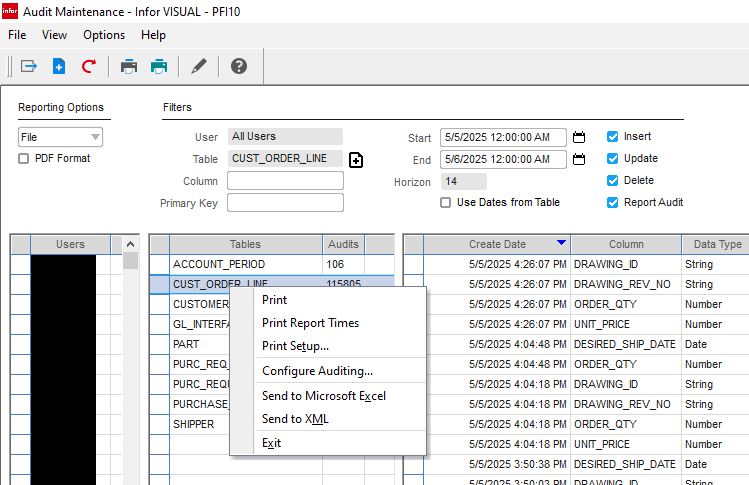 infor Audit Maintenance - Infor VISUAL - PFI10
File View Options Help
Reporting Options
File
PDF Format
Filters
User All Users
Table CUST_ORDER_LINE
Column
Primary Key
Start 5/5/2025 12:00:00 AM
End 5/6/2025 12:00:00 AM
Horizon 14
Use Dates from Table
Insert
Update
Delete
Report Audit
Users
Tables Audits
ACCOUNT_PERIOD 106
CUST_ORDER_LINE 115805
CUSTOMER
GL_INTERFA
PART
PURC_REQ_
PURC_REQU
PURCHASE_
SHIPPER
Print
Print Report Times
Print Setup...
Configure Auditing...
Send to Microsoft Excel
Send to XML
Exit
Create Date Column Data Type
5/5/2025 4:26:07 PM DRAWING_ID String
5/5/2025 4:26:07 PM DRAWING_REV_NO String
5/5/2025 4:26:07 PM ORDER_QTY Number
5/5/2025 4:26:07 PM UNIT_PRICE Number
5/5/2025 4:04:48 PM DESIRED_SHIP_DATE Date
5/5/2025 4:04:48 PM ORDER_QTY Number
5/5/2025 4:04:18 PM DRAWING_ID String
5/5/2025 4:04:18 PM DRAWING_REV_NO String
5/5/2025 4:04:18 PM ORDER_QTY Number
5/5/2025 4:04:18 PM UNIT_PRICE Number
5/5/2025 3:50:38 PM DESIRED_SHIP_DATE Date
5/5/2025 3:50:03 PM DRAWING_ID String